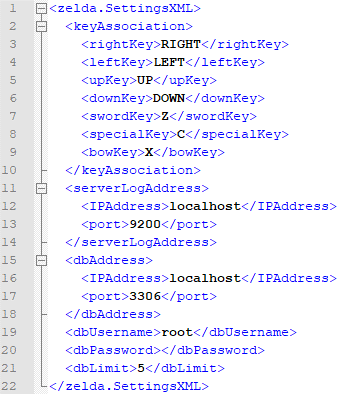 1 <zelda.SettingsXML>
2 <keyAssociation>
3 <rightKey>RIGHT</rightKey>
4 <leftKey>LEFT</leftKey>
5 <upKey>UP</upKey>
6 <downKey>DOWN</downKey>
7 <swordKey>Z</swordKey>
8 <specialKey>C</specialKey>
9 <bowKey>X</bowKey>
10 </keyAssociation>
11 <serverLogAddress>
12 <IPAddress>localhost</IPAddress>
13 <port>9200</port>
14 </serverLogAddress>
15 <dbAddress>
16 <IPAddress>localhost</IPAddress>
17 <port>3306</port>
18 </dbAddress>
19 <dbUsername>root</dbUsername>
20 <dbPassword></dbPassword>
21 <dbLimit>5</dbLimit>
22 </zelda.SettingsXML>